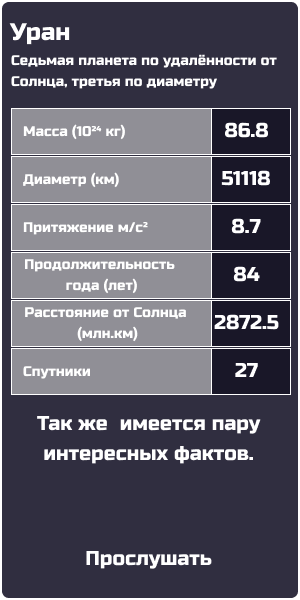 Уран
Седьмая планета по удалённости от
Солнца, третья по диаметру
Масса (10²⁴ кг) 86.8
Диаметр (км) 51118
Притяжение м/с² 8.7
Продолжительность
года (лет) 84
Расстояние от Солнца
(млн.км) 2872.5
Спутники 27
Так же имеется пару
интересных фактов.
Прослушать